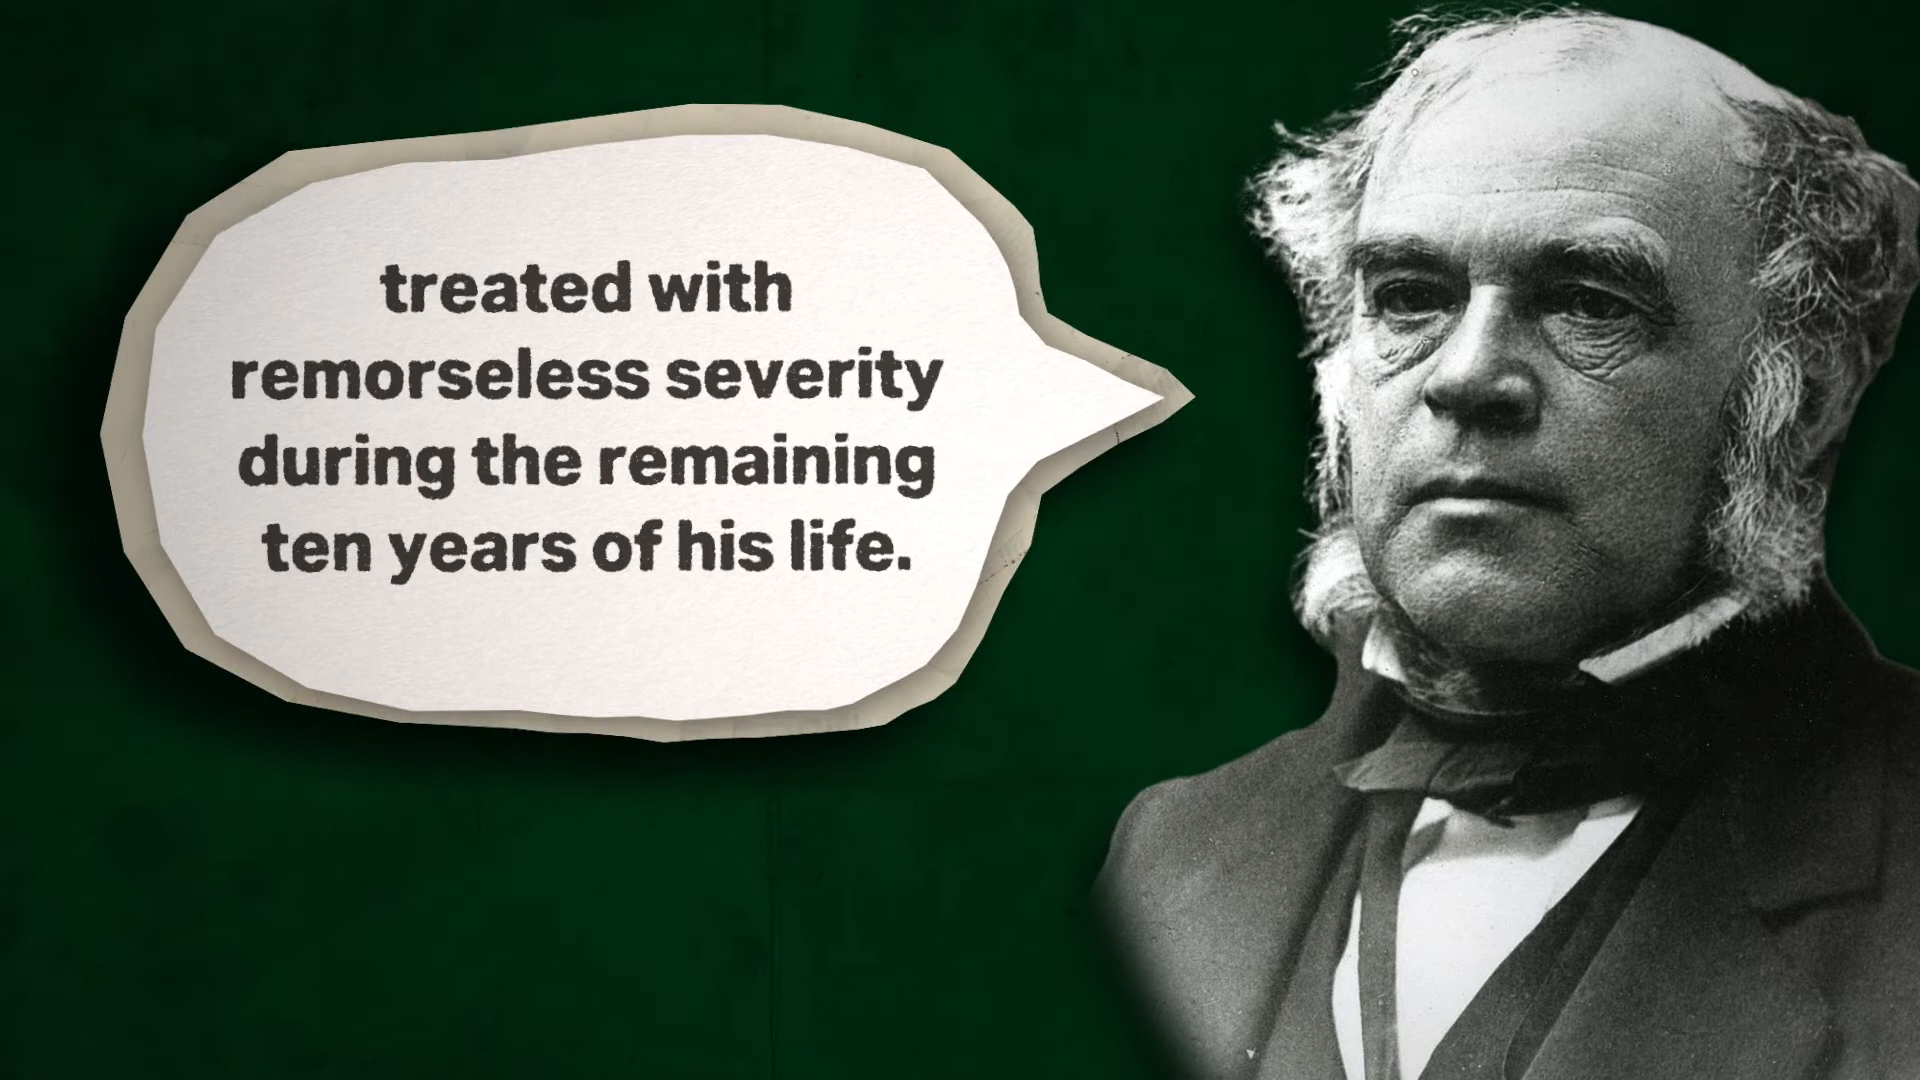 treated with
remorseless severity
during the remaining
ten years of his life.